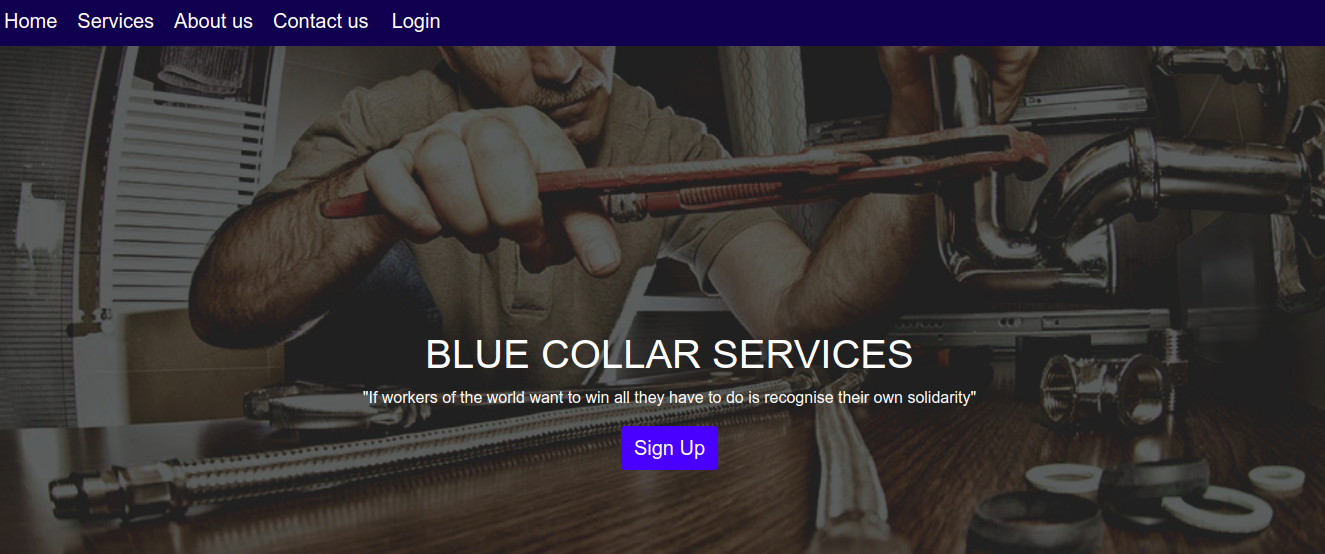 Home Services About us Contact us Login
BLUE COLLAR SERVICES
"If workers of the world want to win all they have to do is recognise their own solidarity"
Sign Up